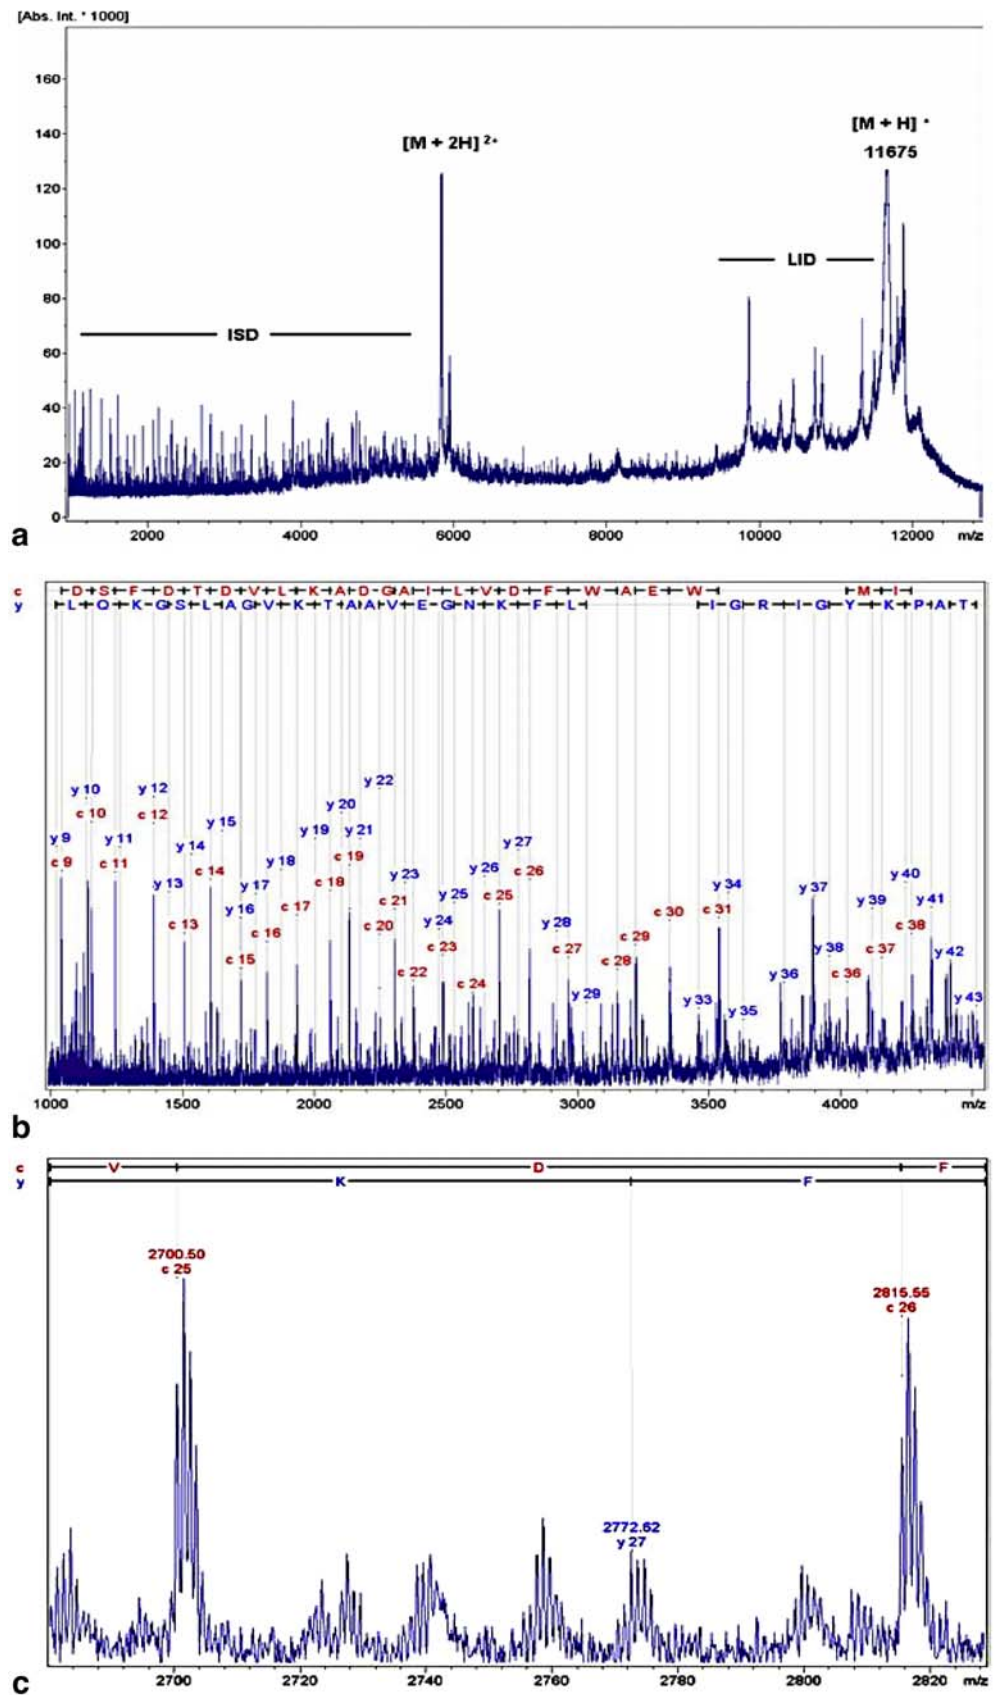 [Abs. Int. * 1000]
160
[M + H] +
140
[M + 2H] 2+
11675
120
100
LID
80
ISD
60
40
20
0
2000 4000 6000 8000 10000 12000 m/z
a
c D S F D T D V L K A D G A I L V D F W A E W M I
y L Q K G S L A G V K T A A V E G N K F L I G R I G Y K P A T
y 22
y 10 y 12
y 20
c 10 c 12
y 15
y 19 y 21
y 9 y 11
y 14 y 27
c 9 c 11 y 18 c 19
c 14 y 26 c 26
y 13 y 17 c 18 y 23 y 34 y 37 y 40
y 25 c 25
y 16 c 17 c 21 y 39 y 41
c 13 c 20 y 24 y 28 c 30 c 31 c 38
c 16 c 23 c 27 c 29 y 38 c 37 y 42
c 15 c 22 c 28 y 36 c 36
c 24
y 29 y 33 y 35 y 43
1000 1500 2000 2500 3000 3500 4000 m/z
b
c V D F
y K F
2700.50
c 25
2815.55
c 26
2772.62
y 27
2700 2720 2740 2760 2780 2800 2820 m/z
c